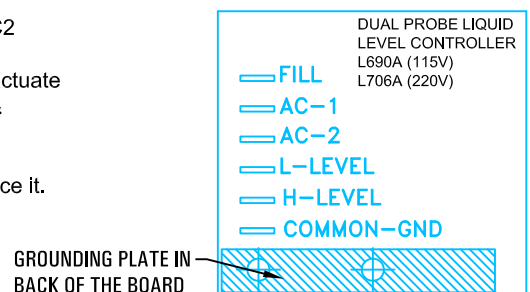 C2
ctuate
ce it.
DUAL PROBE LIQUID
LEVEL CONTROLLER
L690A (115V)
L706A (220V)
FILL
AC-1
AC-2
L-LEVEL
H-LEVEL
COMMON-GND
GROUNDING PLATE IN
BACK OF THE BOARD